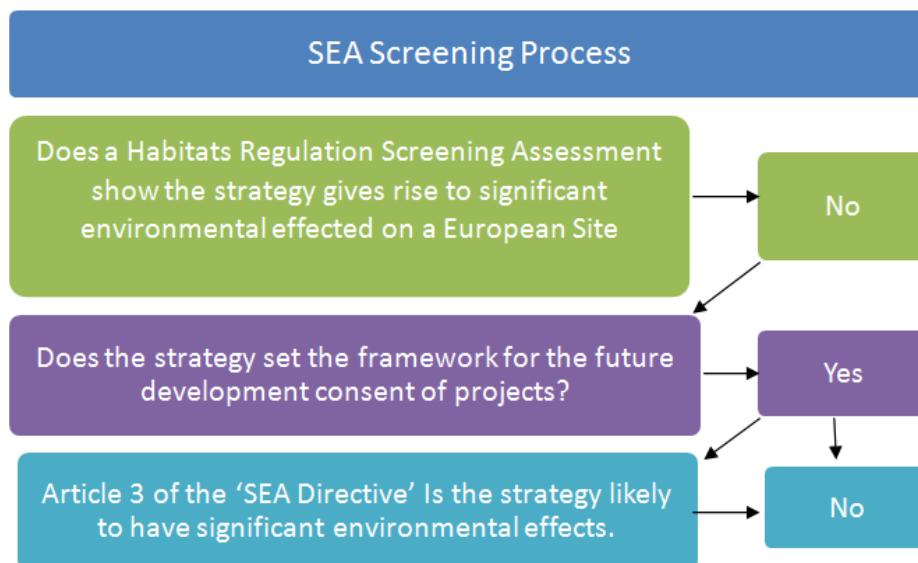 SEA Screening Process
Does a Habitats Regulation Screening Assessment
show the strategy gives rise to significant
environmental effected on a European Site
No
Does the strategy set the framework for the future
development consent of projects?
Yes
Article 3 of the ‘SEA Directive’ Is the strategy likely
to have significant environmental effects.
No